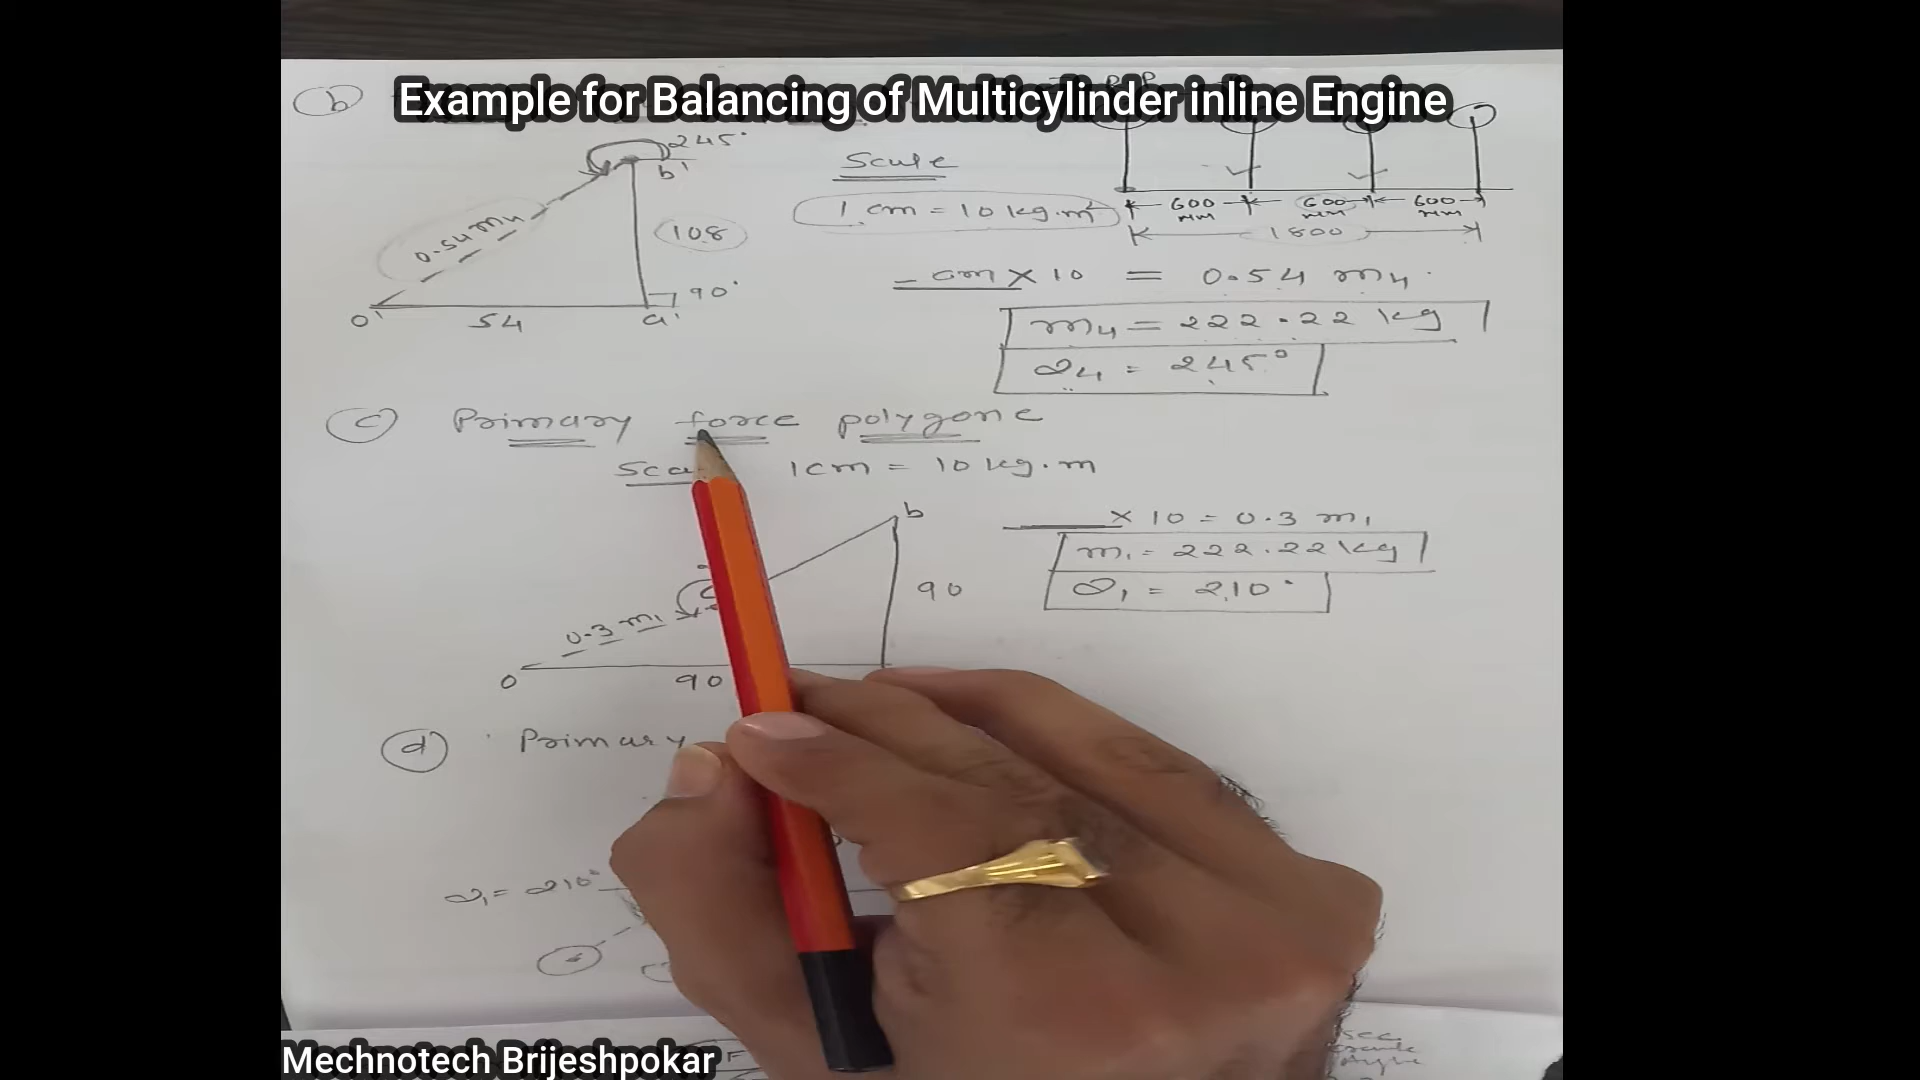 Example for Balancing of Multicylinder inline Engine
b
245°
b'
0.54 m4
108
90°
o'
54
a'
Scale
1 cm = 10 kg.m²
600 mm
600 mm
600 mm
1800
_ cm × 10 = 0.54 m4
m4 = 222.22 kg
θ4 = 245°
c Primary force polygone
1cm = 10 kg.m
b
90
0.3 m1
o
90
× 10 = 0.3 m1
m1 = 222.22 kg
θ1 = 210°
d Primary
θ1 = 210°
Mechnotech Brijeshpokar